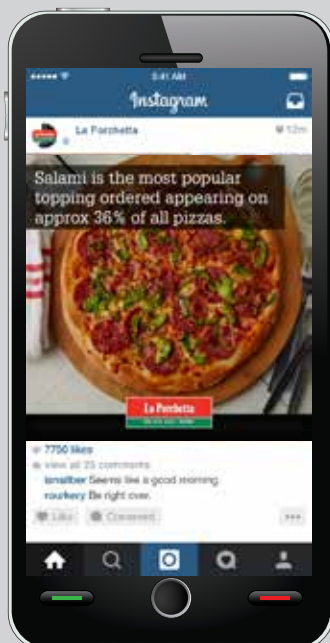 9:41 AM
Instagram
La Porchetta
12m
Salami is the most popular
topping ordered appearing on
approx 36% of all pizzas.
La Porchetta
7750 likes
view all 25 comments
Seems like a good morning.
rourkery Be right over.
Like Comment